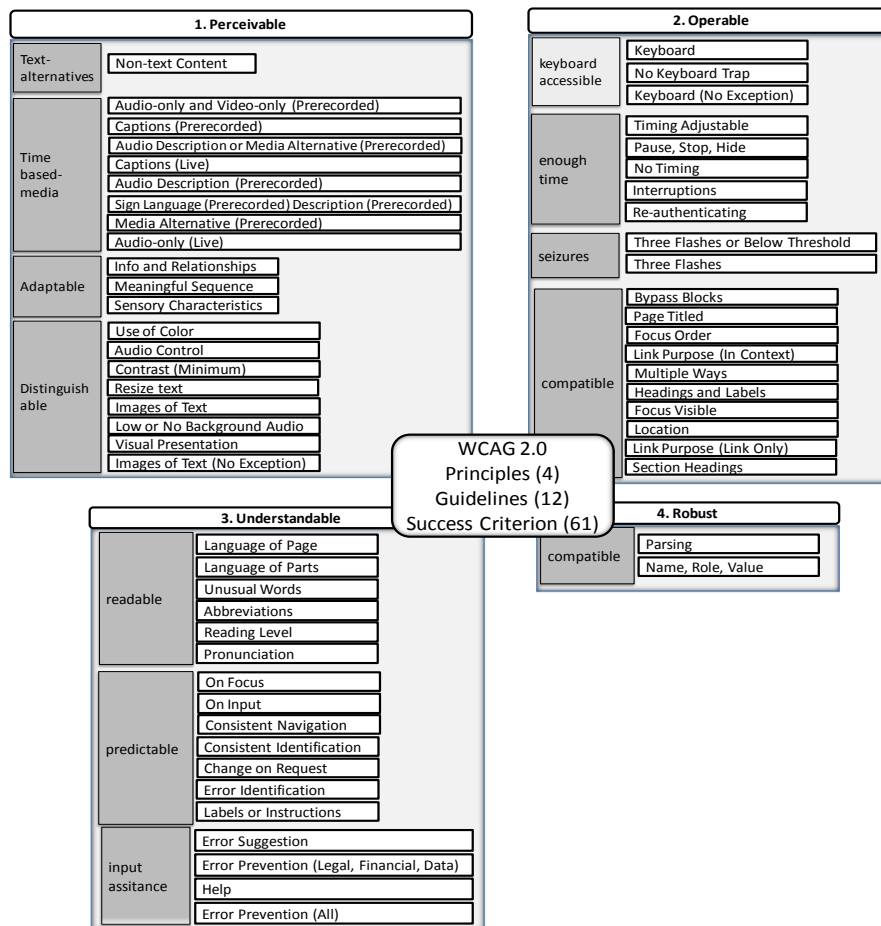 1. Perceivable
Text-
alternatives
Non-text Content
Time
based-
media
Audio-only and Video-only (Prerecorded)
Captions (Prerecorded)
Audio Description or Media Alternative (Prerecorded)
Captions (Live)
Audio Description (Prerecorded)
Sign Language (Prerecorded) Description (Prerecorded)
Media Alternative (Prerecorded)
Audio-only (Live)
Adaptable
Info and Relationships
Meaningful Sequence
Sensory Characteristics
Distinguish
able
Use of Color
Audio Control
Contrast (Minimum)
Resize text
Images of Text
Low or No Background Audio
Visual Presentation
Images of Text (No Exception)
2. Operable
keyboard
accessible
Keyboard
No Keyboard Trap
Keyboard (No Exception)
enough
time
Timing Adjustable
Pause, Stop, Hide
No Timing
Interruptions
Re-authenticating
seizures
Three Flashes or Below Threshold
Three Flashes
compatible
Bypass Blocks
Page Titled
Focus Order
Link Purpose (In Context)
Multiple Ways
Headings and Labels
Focus Visible
Location
Link Purpose (Link Only)
Section Headings
WCAG 2.0
Principles (4)
Guidelines (12)
Success Criterion (61)
3. Understandable
readable
Language of Page
Language of Parts
Unusual Words
Abbreviations
Reading Level
Pronunciation
predictable
On Focus
On Input
Consistent Navigation
Consistent Identification
Change on Request
Error Identification
Labels or Instructions
input
assitance
Error Suggestion
Error Prevention (Legal, Financial, Data)
Help
Error Prevention (All)
4. Robust
compatible
Parsing
Name, Role, Value